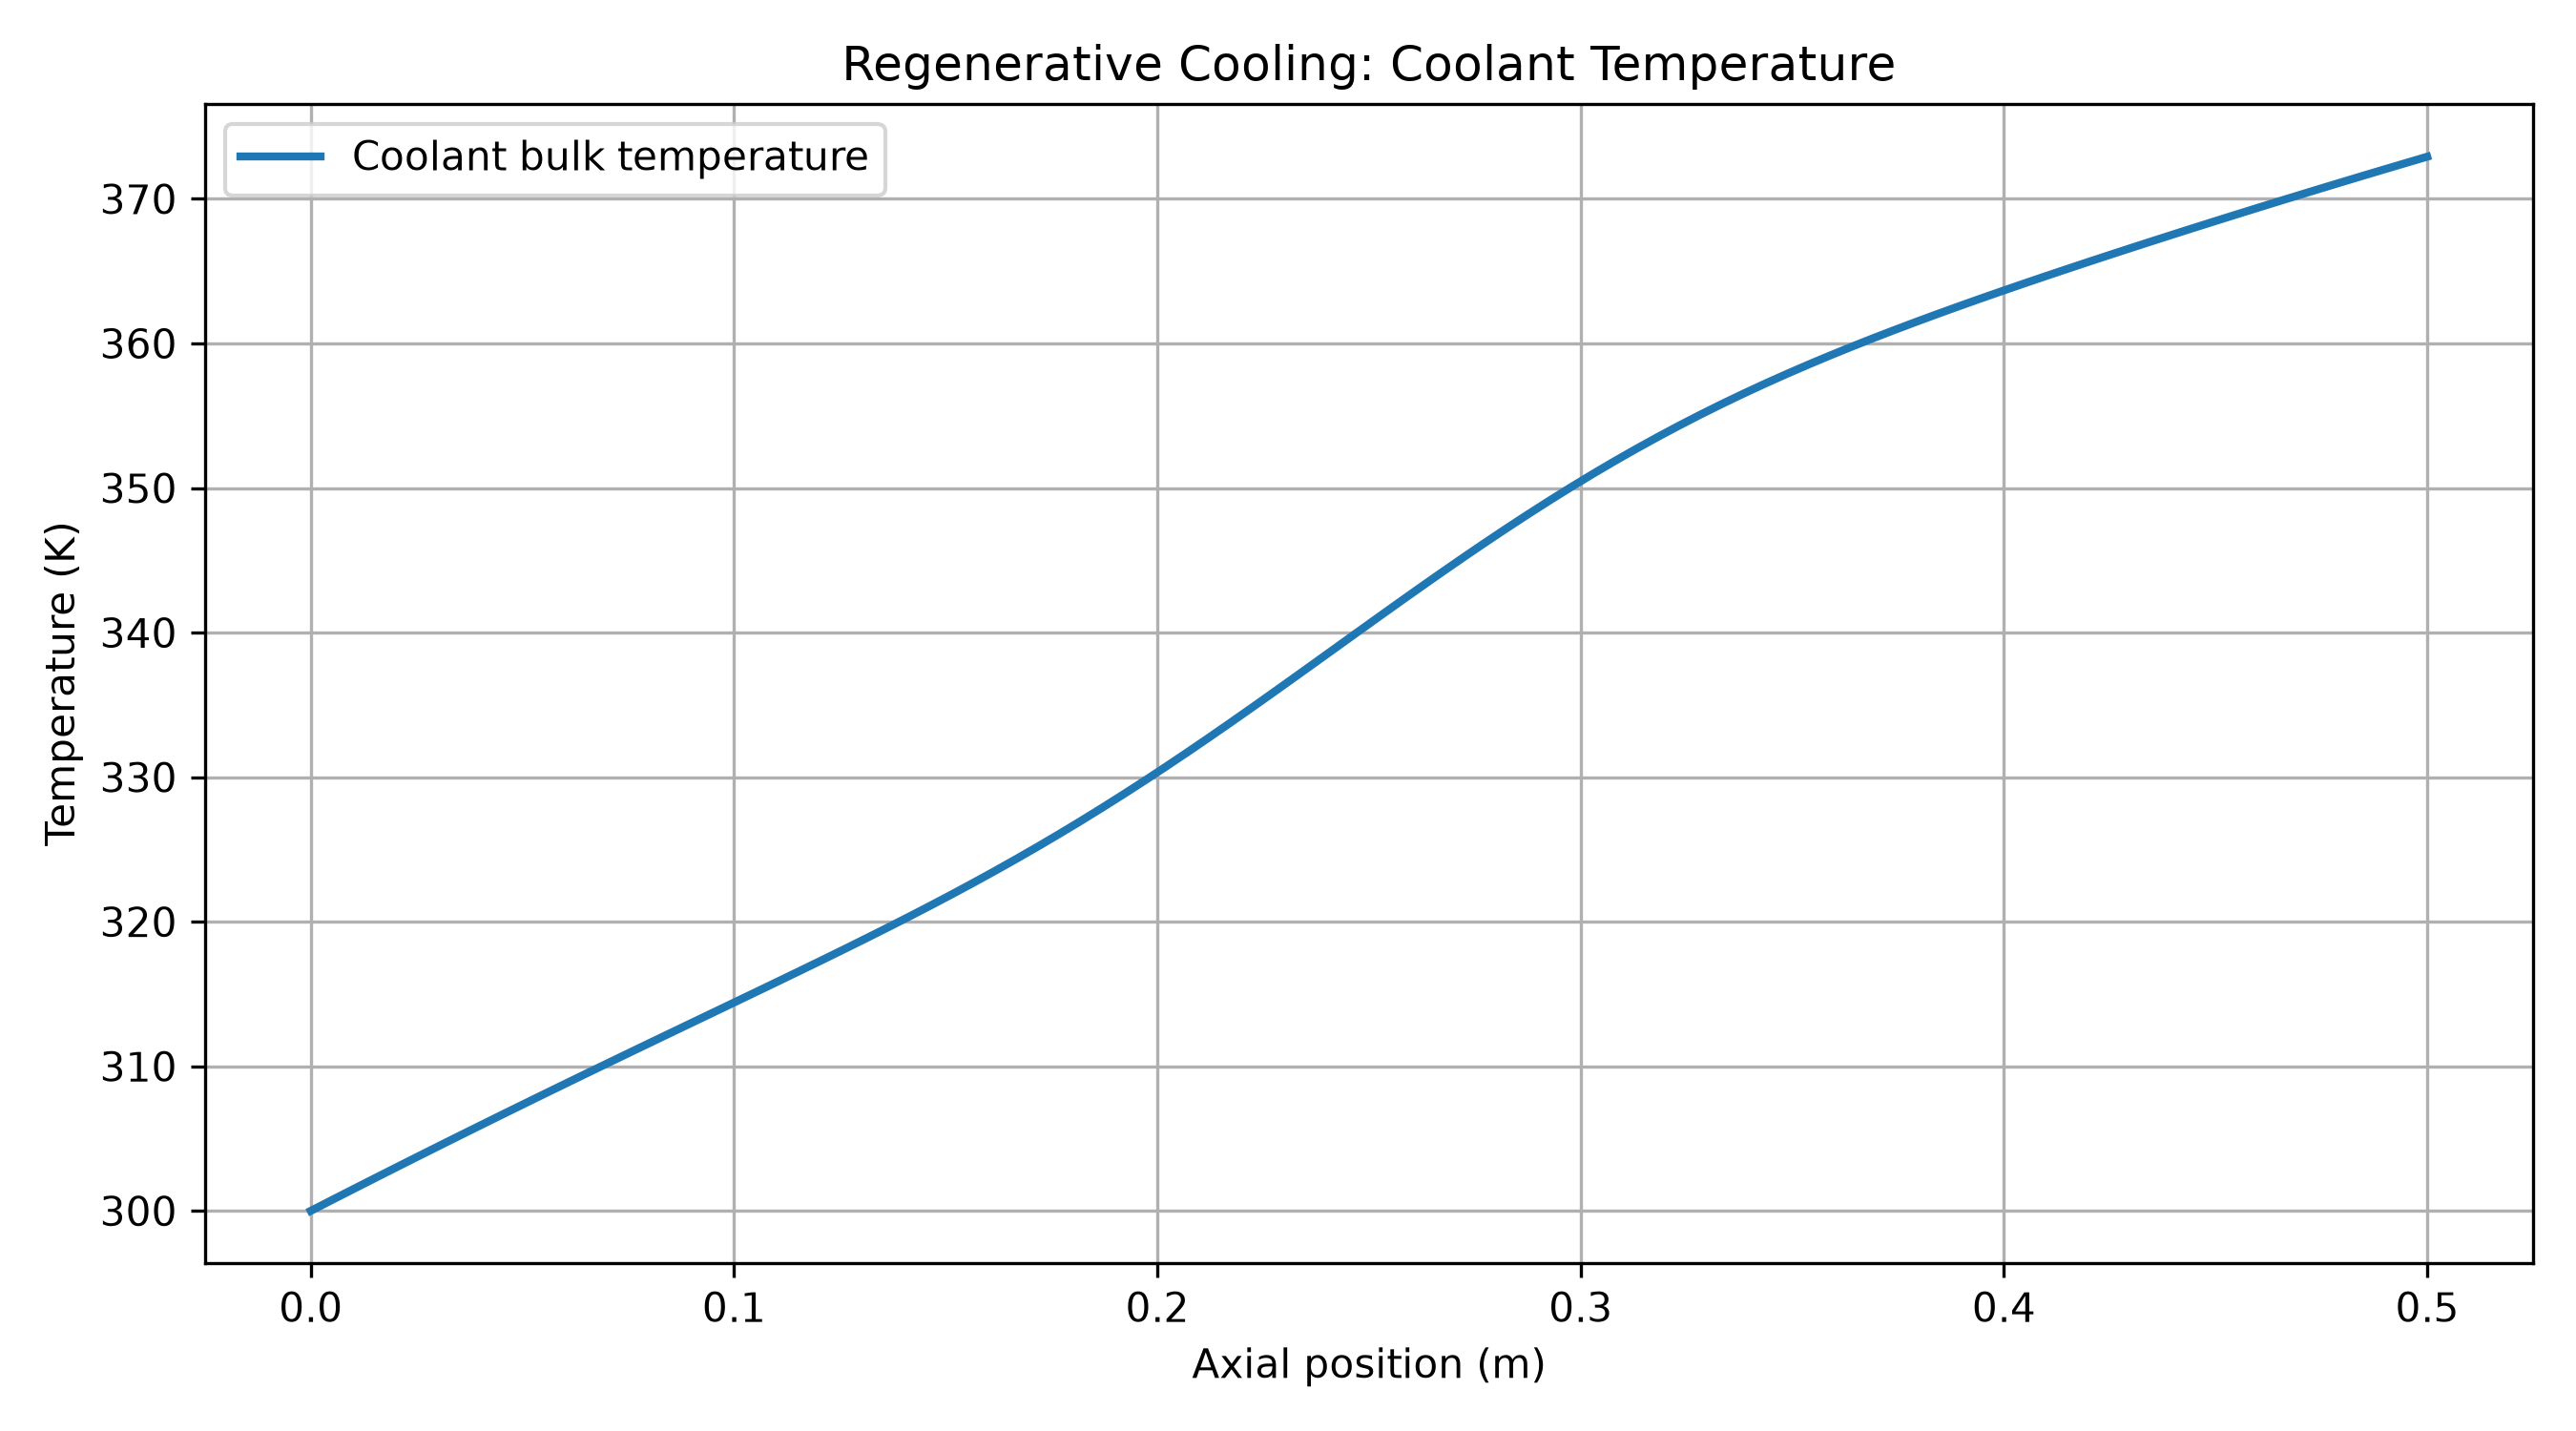 Regenerative Cooling: Coolant Temperature
Coolant bulk temperature
370
360
350
340
330
320
310
300
Temperature (K)
0.0 0.1 0.2 0.3 0.4 0.5
Axial position (m)